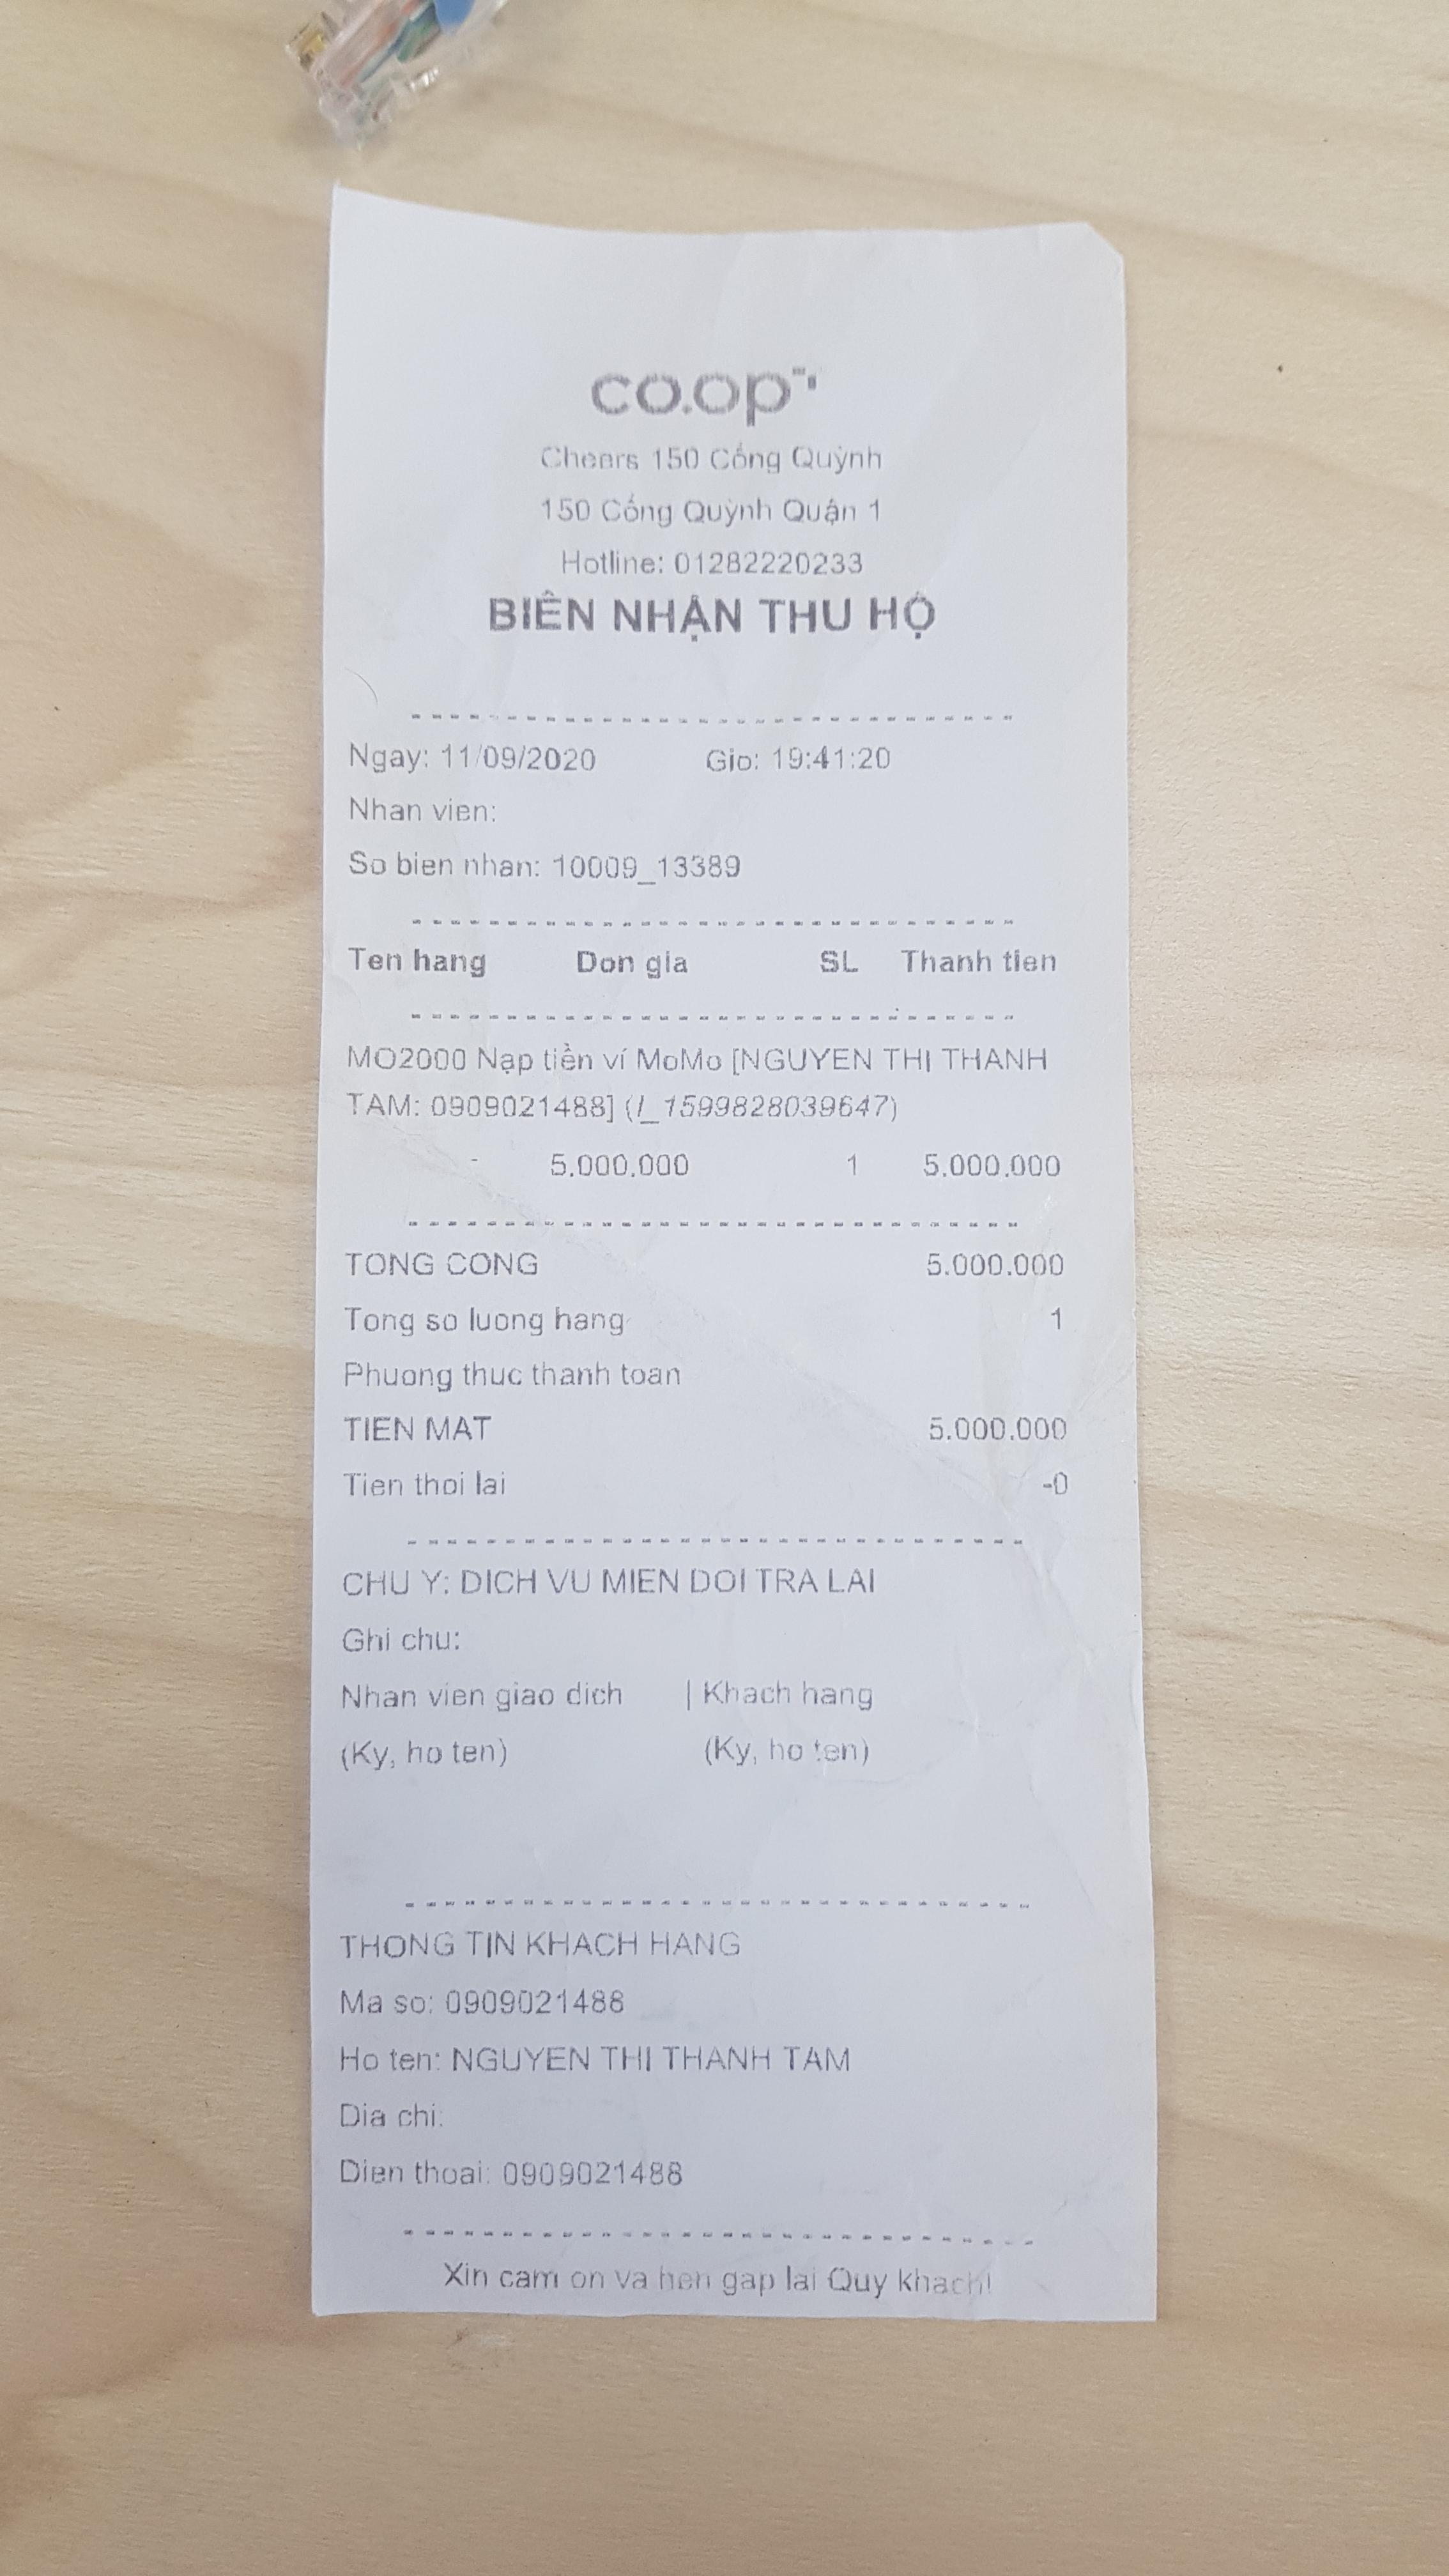 co.op
Cheers 150 Cống Quỳnh
150 Cống Quỳnh Quận 1
Hotline: 01282220233
BIÊN NHẬN THU HỘ
Ngay: 11/09/2020 Gio: 19:41:20
Nhan vien:
So bien nhan: 10009_13389
Ten hang Don gia SL Thanh tien
MO2000 Nạp tiền ví MoMo [NGUYEN THI THANH
TAM: 0909021488] (I_1599828039647)
- 5.000.000 1 5.000.000
TONG CONG 5.000.000
Tong so luong hang 1
Phuong thuc thanh toan
TIEN MAT 5.000.000
Tien thoi lai -0
CHU Y: DICH VU MIEN DOI TRA LAI
Ghi chu:
Nhan vien giao dich | Khach hang
(Ky, ho ten) (Ky, ho ten)
THONG TIN KHACH HANG
Ma so: 0909021488
Ho ten: NGUYEN THI THANH TAM
Dia chi:
Dien thoai: 0909021488
Xin cam on va hen gap lai Quy khach!